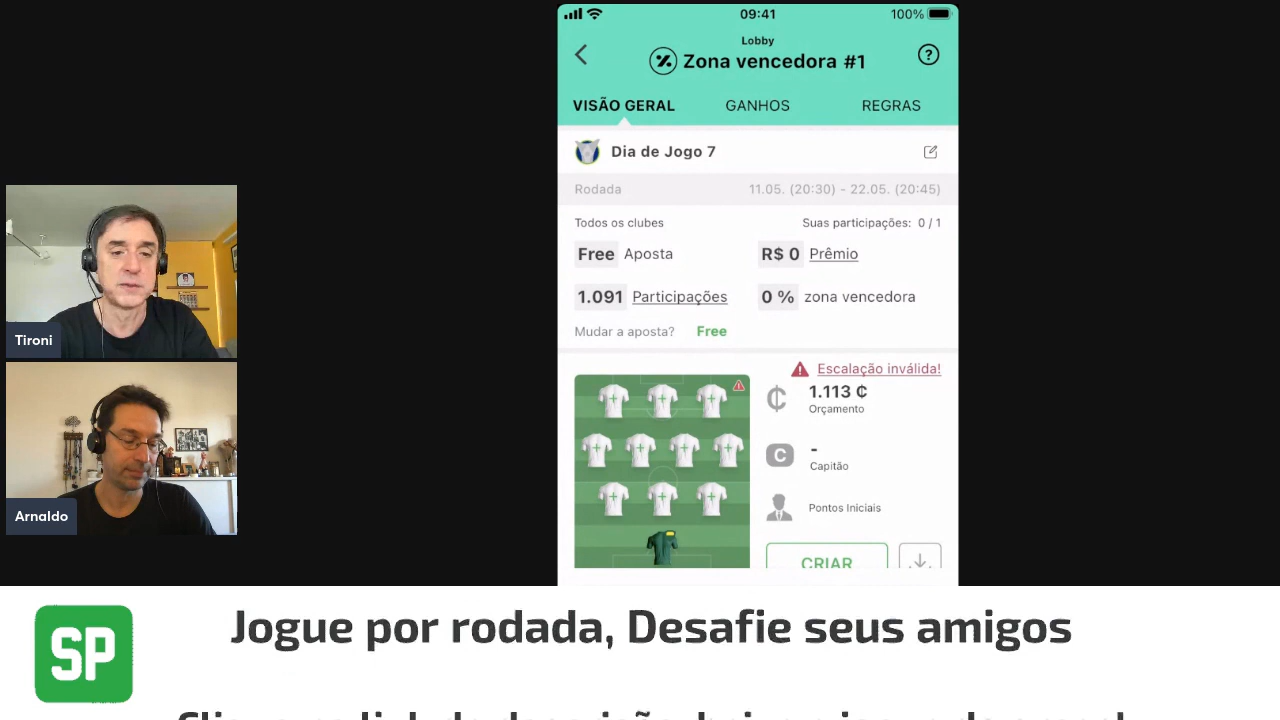 09:41
100%
Lobby
Zona vencedora #1
?
VISÃO GERAL
GANHOS
REGRAS
Dia de Jogo 7
Rodada
11.05. (20:30) - 22.05. (20:45)
Todos os clubes
Suas participações: 0 / 1
Free Aposta
R$ 0 Prêmio
1.091 Participações
0 % zona vencedora
Mudar a aposta? Free
Escalação inválida!
1.113 ₵
Orçamento
C
-
Capitão
Pontos Iniciais
CRIAR
Tironi
Arnaldo
SP
Jogue por rodada, Desafie seus amigos